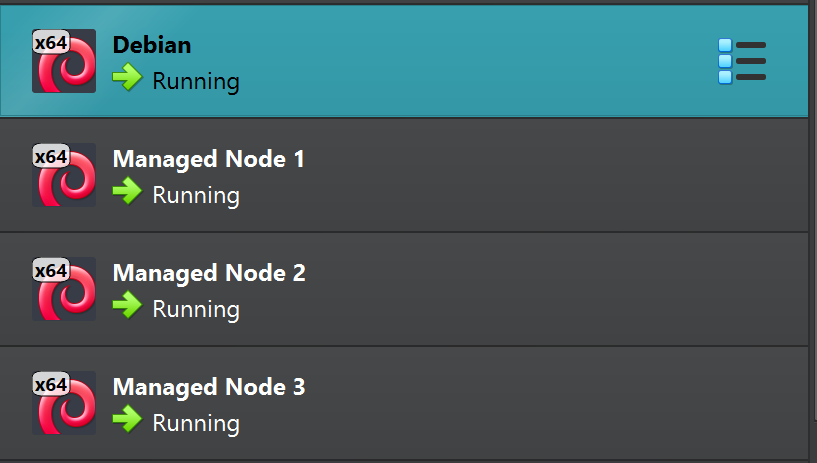 x64
Debian
Running
x64
Managed Node 1
Running
x64
Managed Node 2
Running
x64
Managed Node 3
Running